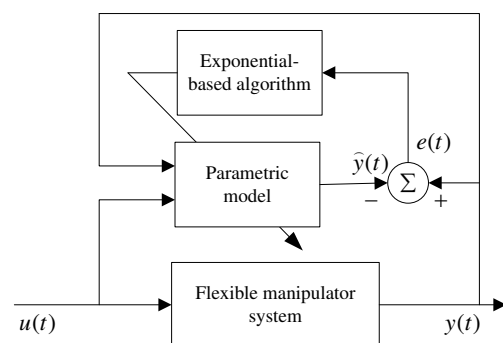 Exponential-
based algorithm
e(t)
ŷ(t)
Parametric
model
Σ
− +
Flexible manipulator
system
u(t)
y(t)